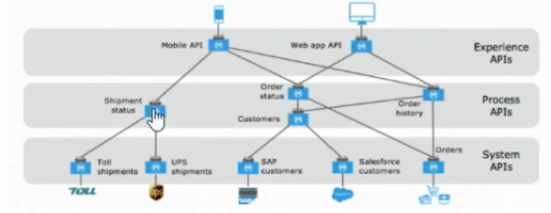 Mobile API
Web app API
Experience
APIs
Shipment
status
Order
status
Customers
Order
history
Process
APIs
Toll
shipments
UPS
shipments
SAP
customers
Salesforce
customers
Orders
System
APIs
TOLL
ups